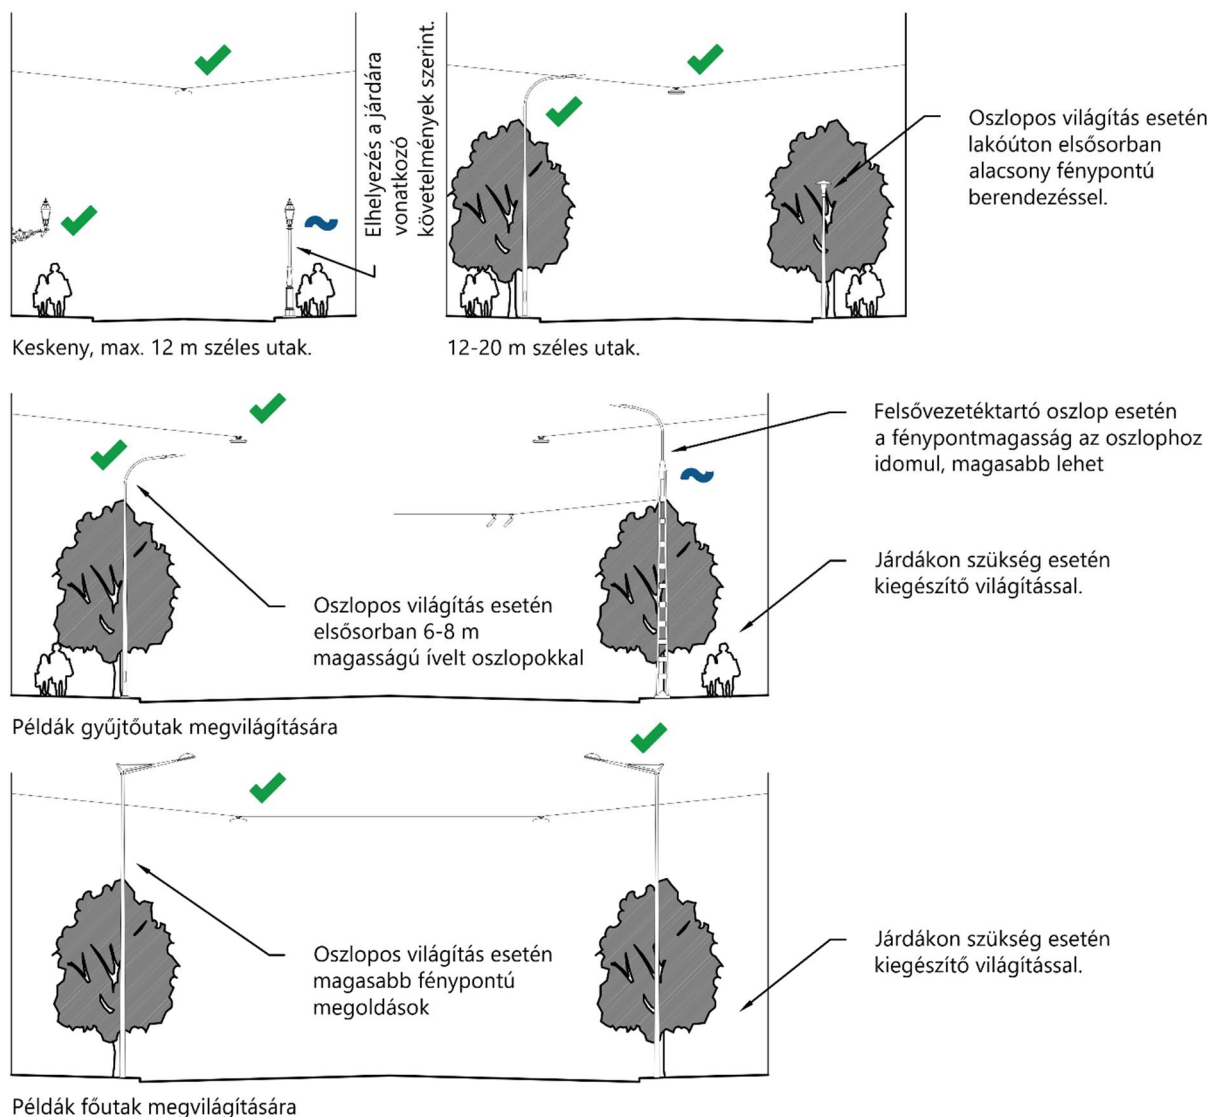 Elhelyezés a járdára
vonatkozó
követelmények szerint.
Oszlopos világítás esetén
lakóúton elsősorban
alacsony fénypontú
berendezéssel.
Keskeny, max. 12 m széles utak.
12-20 m széles utak.
Felsővezetéktartó oszlop esetén
a fénypontmagasság az oszlophoz
idomul, magasabb lehet
Oszlopos világítás esetén
elsősorban 6-8 m
magasságú ívelt oszlopokkal
Járdákon szükség esetén
kiegészítő világítással.
Példák gyűjtőutak megvilágítására
Oszlopos világítás esetén
magasabb fénypontú
megoldások
Járdákon szükség esetén
kiegészítő világítással.
Példák főutak megvilágítására